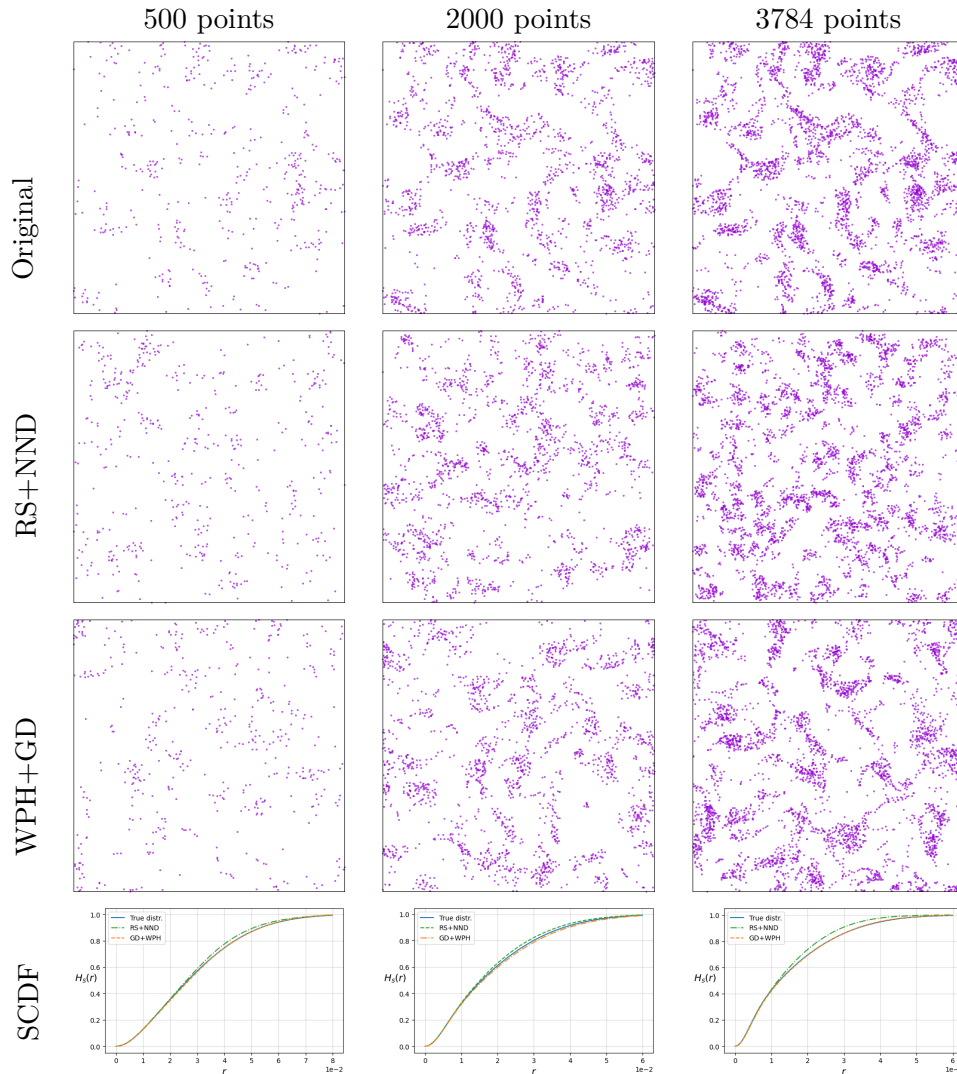 500 points 2000 points 3784 points
Original
RS+NND
WPH+GD
SCDF
1.0
0.8
0.6
0.4
0.2
0.0
H_s(r)
True distr.
RS+NND
GD+WPH
0 1 2 3 4 5 6 7 8
1e−2
r
1.0
0.8
0.6
0.4
0.2
0.0
H_s(r)
True distr.
RS+NND
GD+WPH
0 1 2 3 4 5 6
1e−2
r
1.0
0.8
0.6
0.4
0.2
0.0
H_s(r)
True distr.
RS+NND
GD+WPH
0 1 2 3 4 5 6
1e−2
r